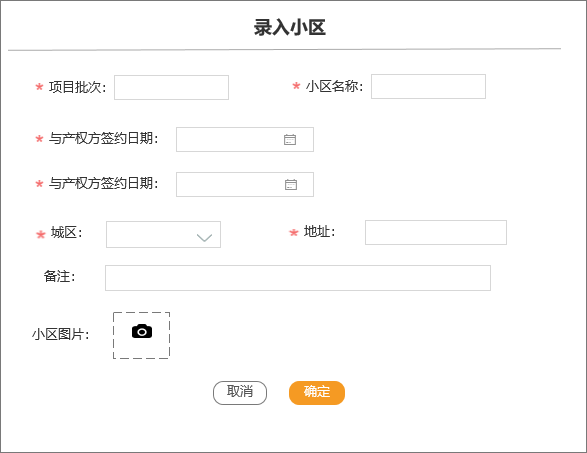 录入小区
* 项目批次： * 小区名称：
* 与产权方签约日期：
* 与产权方签约日期：
* 城区： * 地址：
备注：
小区图片：
取消 确定